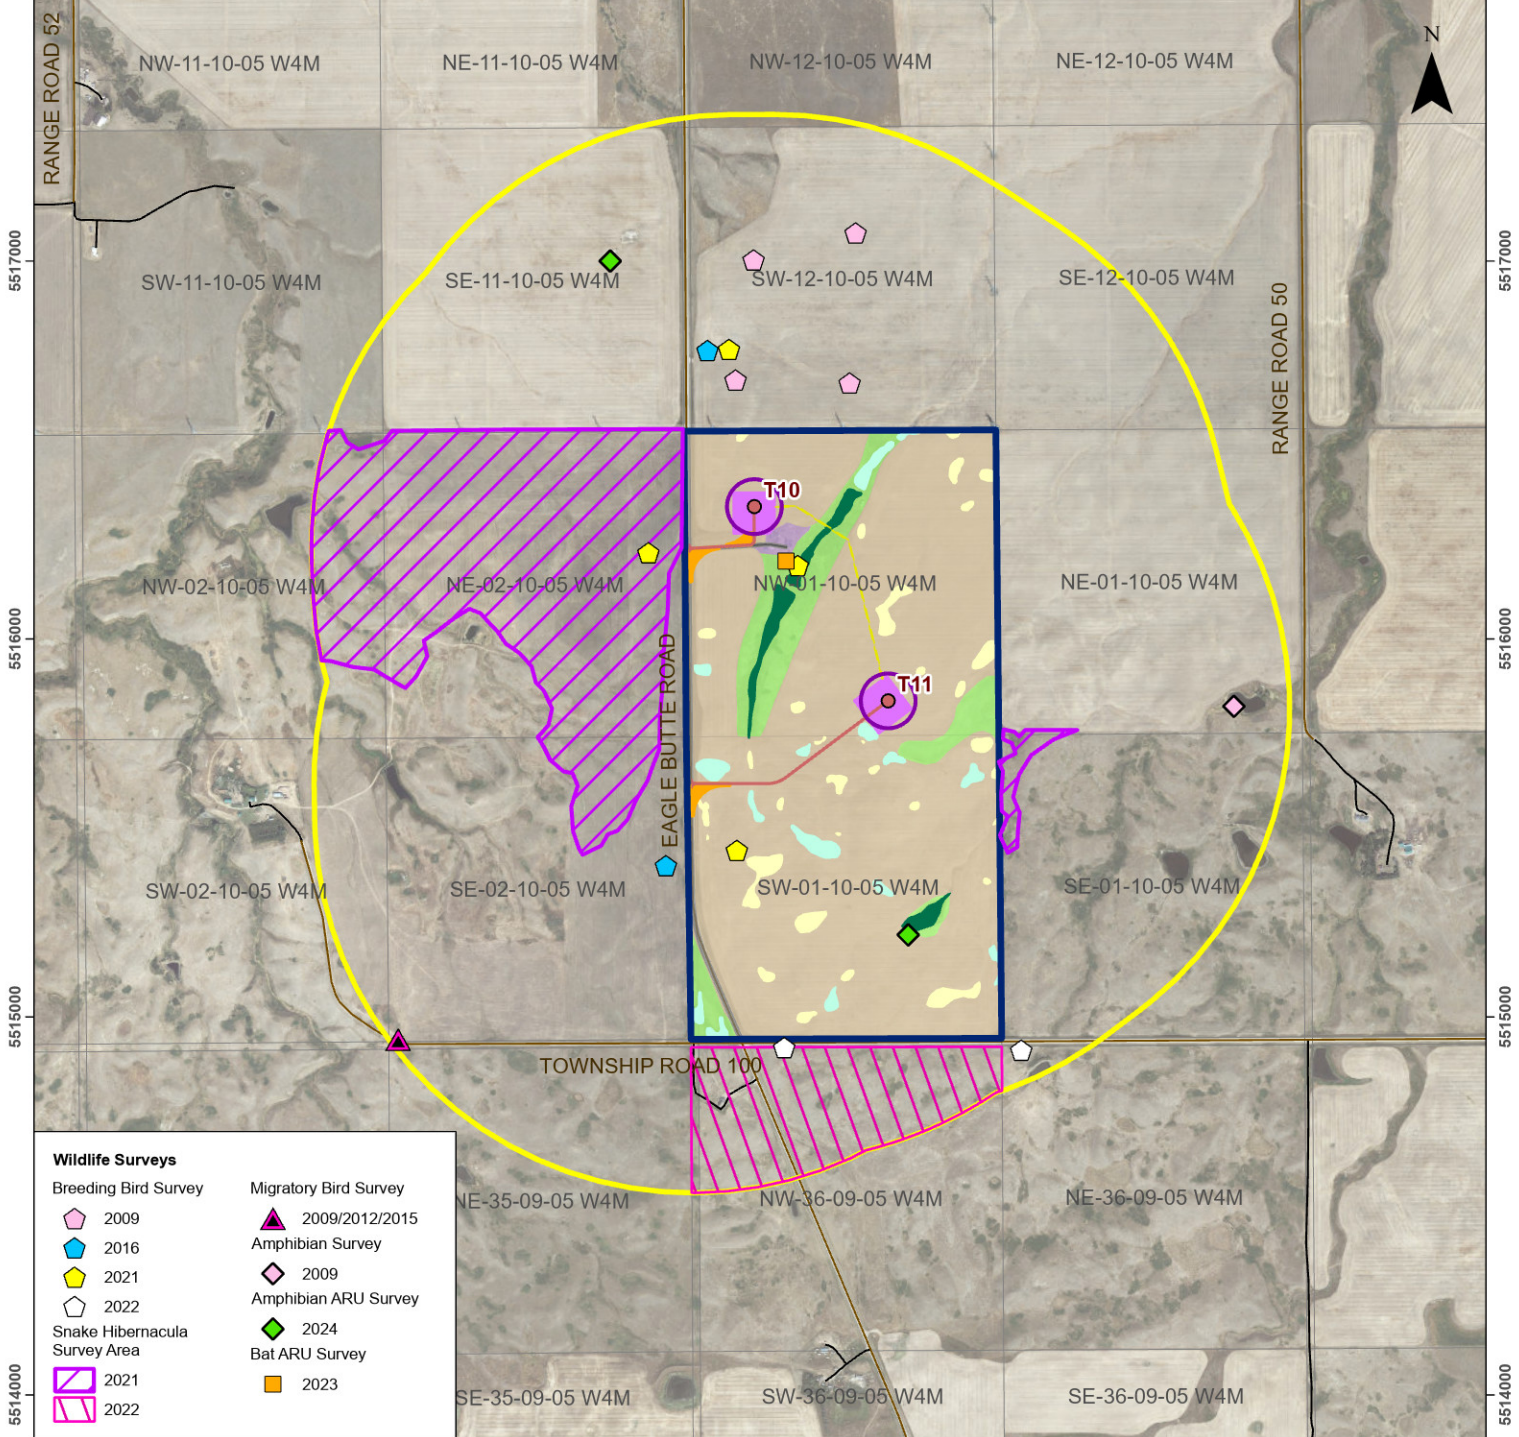 N
RANGE ROAD 52
NW-11-10-05 W4M
NE-11-10-05 W4M
NW-12-10-05 W4M
NE-12-10-05 W4M
5517000
5517000
SW-11-10-05 W4M
SE-11-10-05 W4M
SW-12-10-05 W4M
SE-12-10-05 W4M
RANGE ROAD 50
T10
NW-02-10-05 W4M
NE-02-10-05 W4M
NW-01-10-05 W4M
NE-01-10-05 W4M
5516000
5516000
EAGLE BUTTE ROAD
T11
SW-02-10-05 W4M
SE-02-10-05 W4M
SW-01-10-05 W4M
SE-01-10-05 W4M
5515000
5515000
TOWNSHIP ROAD 100
NE-35-09-05 W4M
NW-36-09-05 W4M
NE-36-09-05 W4M
SE-35-09-05 W4M
SW-36-09-05 W4M
SE-36-09-05 W4M
5514000
5514000
Wildlife Surveys
Breeding Bird Survey
2009
2016
2021
2022
Snake Hibernacula
Survey Area
2021
2022
Migratory Bird Survey
2009/2012/2015
Amphibian Survey
2009
Amphibian ARU Survey
2024
Bat ARU Survey
2023